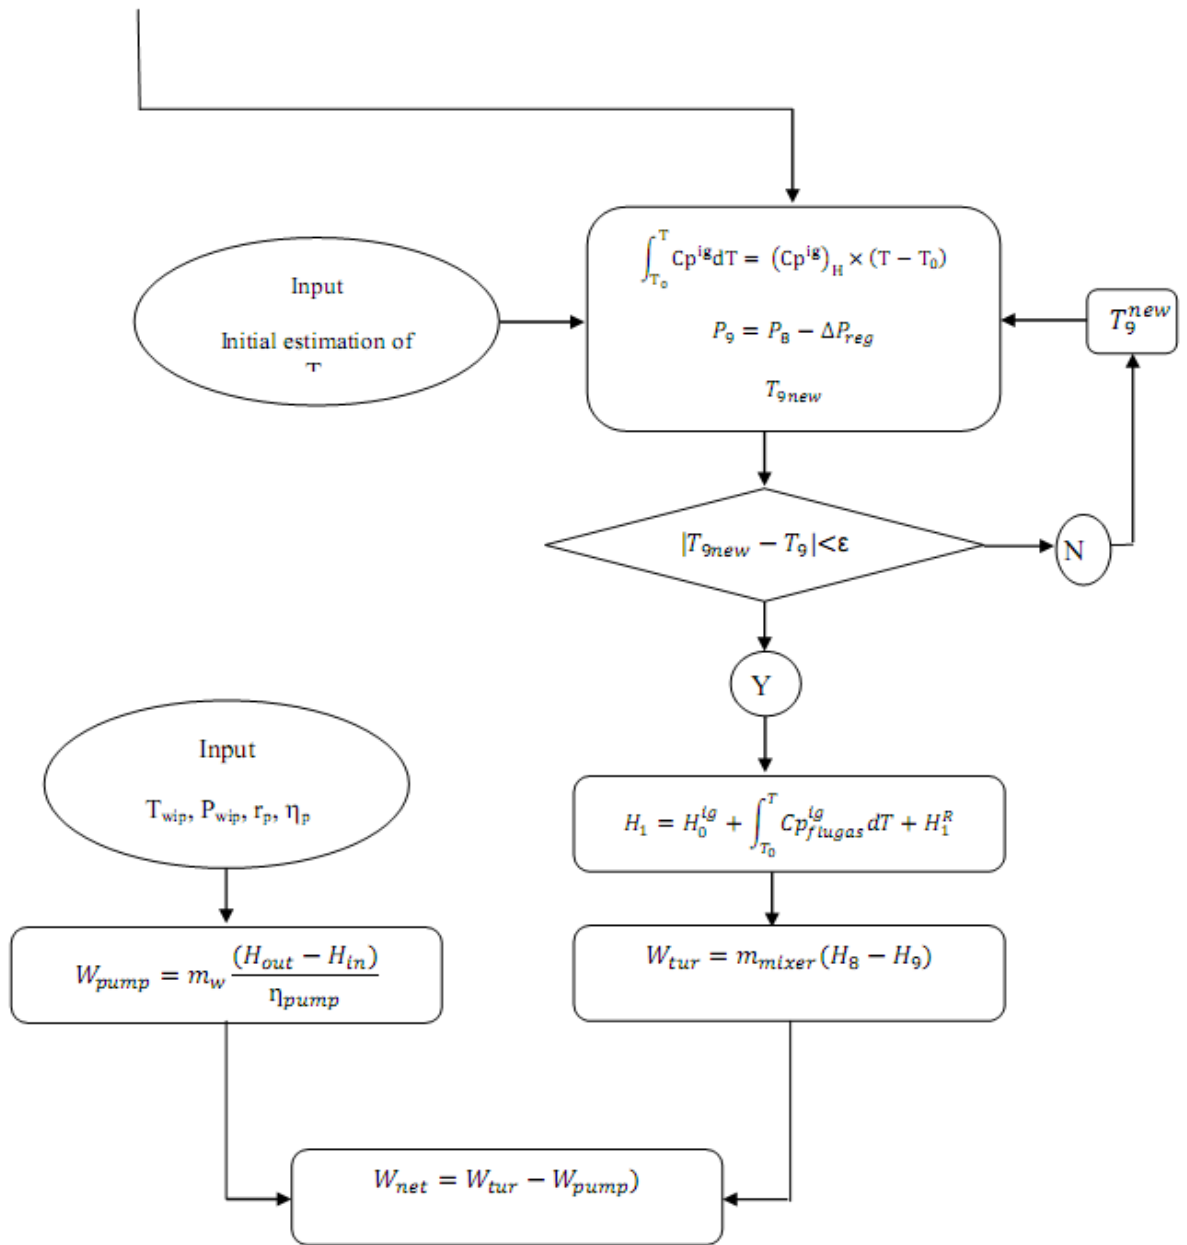 ∫_{T₀}^{T} Cp^{ig}dT = (Cp^{ig})_H × (T − T₀)
P₉ = P₈ − ΔP_{reg}
T_{9new}
Input
Initial estimation of
T₉^{new}
|T_{9new} − T₉|<ε
N
Y
H₁ = H₀^{ig} + ∫_{T₀}^{T} Cp_{flugas}^{ig} dT + H₁^R
W_{tur} = m_{mixer}(H₈ − H₉)
Input
T_{wip}, P_{wip}, r_p, η_p
W_{pump} = m_w (H_{out} − H_{in}) / η_{pump}
W_{net} = W_{tur} − W_{pump})